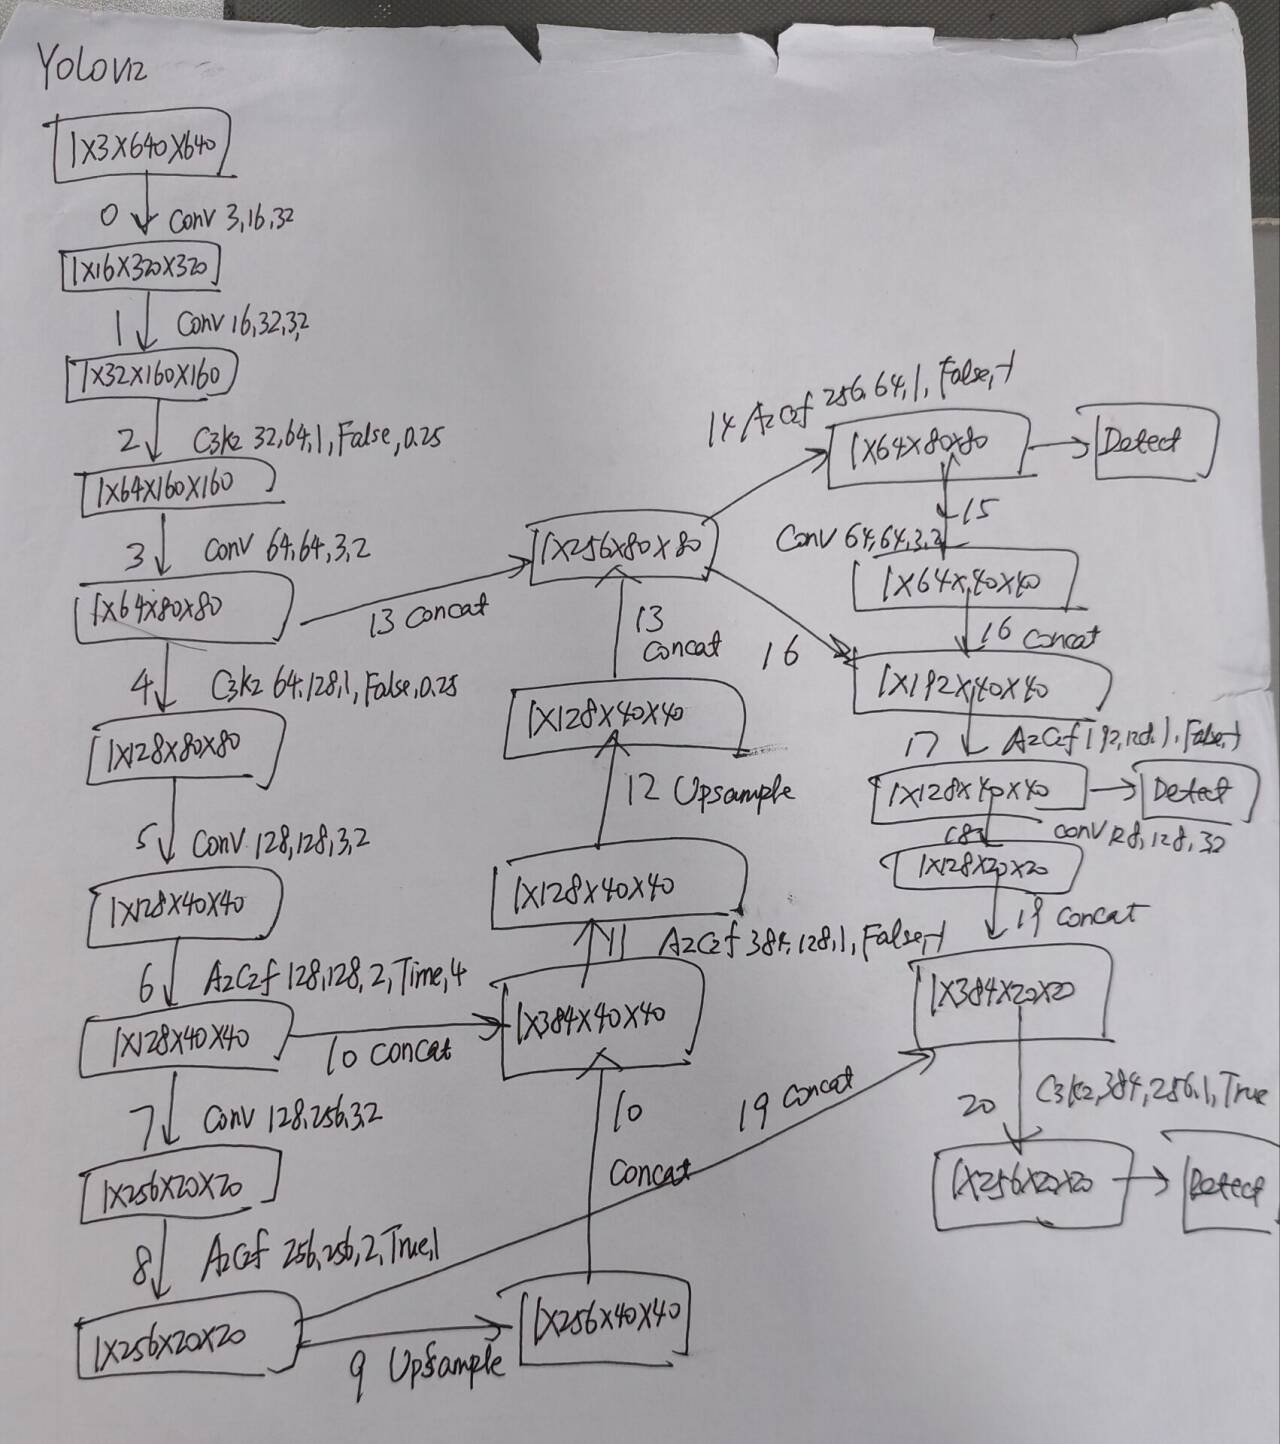 Yolov12
1X3X640X640
0 Conv 3,16,32
1X16X320X320
1 Conv 16,32,3,2
1X32X160X160
2 C3k2 32,64,1,False,0.25
1X64X160X160
3 Conv 64,64,3,2
1X64X80X80
4 C3k2 64,128,1,False,0.25
1X128X80X80
5 Conv 128,128,3,2
1X128X40X40
6 A2C2f 128,128,2,Time,4
1X128X40X40
7 Conv 128,256,3,2
1X256X20X20
8 A2C2f 256,256,2,True,1
1X256X20X20
9 Upsample
1X256X40X40
10
Concat
10 Concat
1X384X40X40
11 A2C2f 384,128,1,False,-1
1X128X40X40
12 Upsample
1X128X40X40
13
Concat
13 Concat
1X256X80X80
14 A2C2f 256,64,1,False,-1
1X64X80X80
Detect
15
Conv 64,64,3,2
1X64X40X40
16 Concat
16
1X192X40X40
17 A2C2f 192,128,1,False,-1
1X128X40X40
Detect
18 Conv 128,128,32
1X128X20X20
19 Concat
19 Concat
1X384X20X20
20 C3k2,384,256,1,True
1X256X20X20
Detect